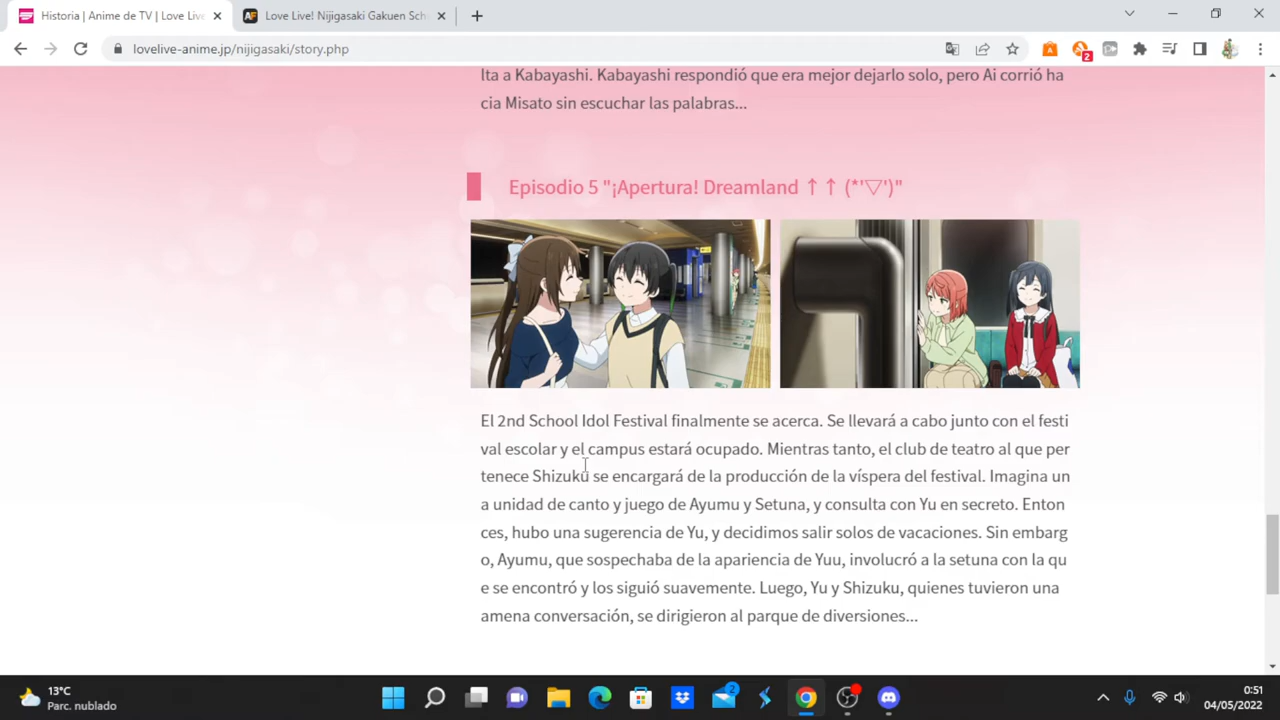 Historia | Anime de TV | Love Live
Love Live! Nijigasaki Gakuen Sch
lovelive-anime.jp/nijigasaki/story.php
2
lta a Kabayashi. Kabayashi respondió que era mejor dejarlo solo, pero Ai corrió ha
cia Misato sin escuchar las palabras...
Episodio 5 "¡Apertura! Dreamland ↑↑ (*'▽')"
El 2nd School Idol Festival finalmente se acerca. Se llevará a cabo junto con el festi
val escolar y el campus estará ocupado. Mientras tanto, el club de teatro al que per
tenece Shizuku se encargará de la producción de la víspera del festival. Imagina un
a unidad de canto y juego de Ayumu y Setuna, y consulta con Yu en secreto. Enton
ces, hubo una sugerencia de Yu, y decidimos salir solos de vacaciones. Sin embarg
o, Ayumu, que sospechaba de la apariencia de Yuu, involucró a la setuna con la qu
e se encontró y los siguió suavemente. Luego, Yu y Shizuku, quienes tuvieron una
amena conversación, se dirigieron al parque de diversiones...
13°C
Parc. nublado
2
0:51
04/05/2022